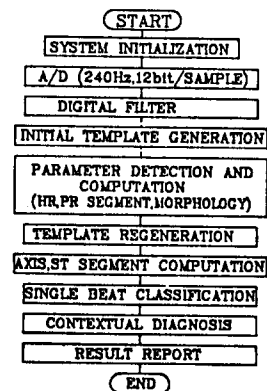 START
SYSTEM INITIALIZATION
A/D (240Hz,12bit/SAMPLE)
DIGITAL FILTER
INITIAL TEMPLATE GENERATION
PARAMETER DETECTION AND
COMPUTATION
(HR,PR SEGMENT,MORPHOLOGY)
TEMPLATE REGENERATION
AXIS,ST SEGMENT COMPUTATION
SINGLE BEAT CLASSIFICATION
CONTEXTUAL DIAGNOSIS
RESULT REPORT
END